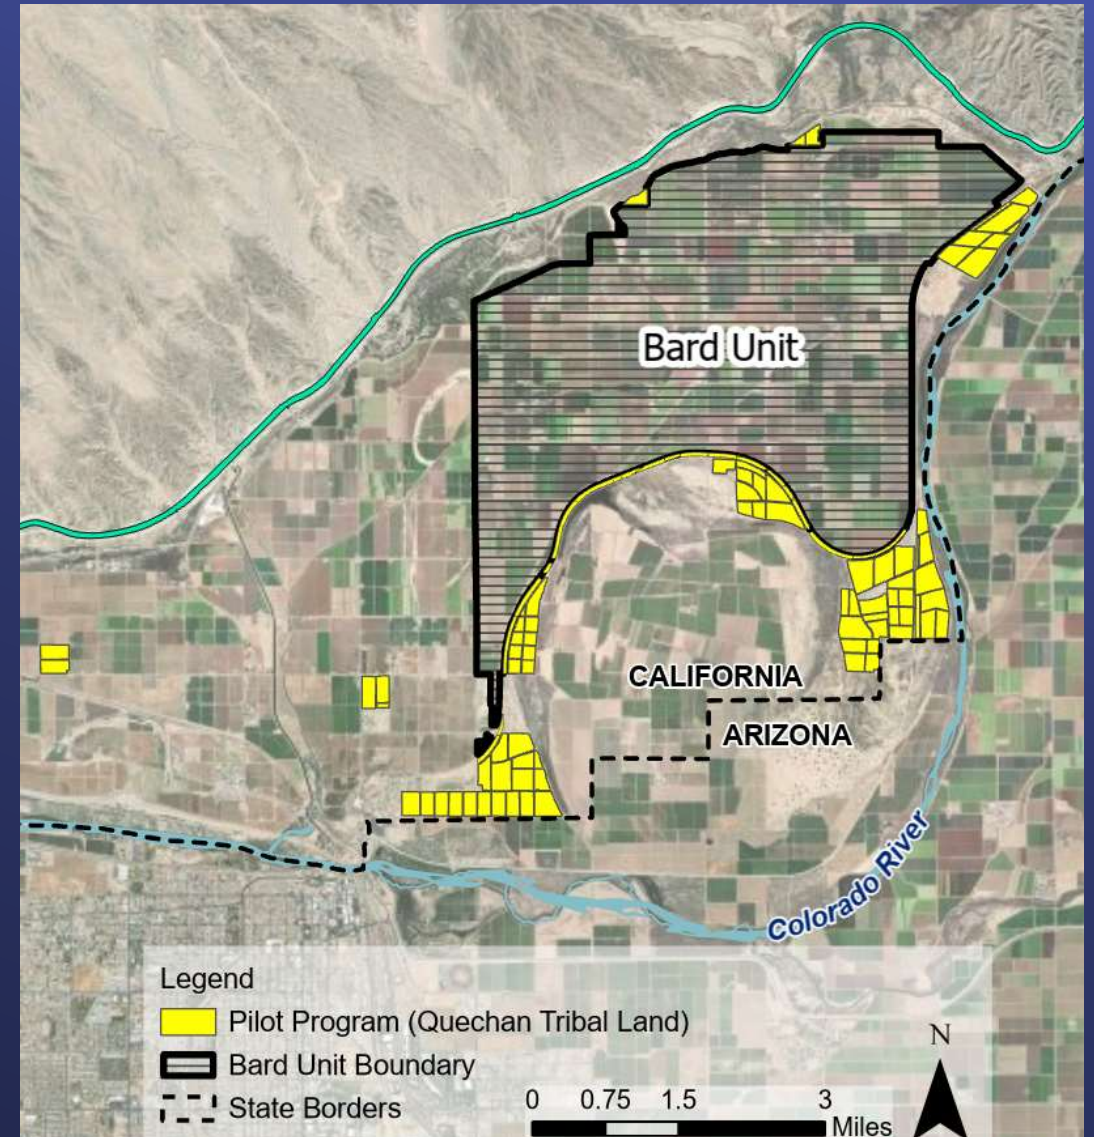 Bard Unit
CALIFORNIA
ARIZONA
Colorado River
Legend
Pilot Program (Quechan Tribal Land)
Bard Unit Boundary
State Borders
N
0 0.75 1.5 3
Miles